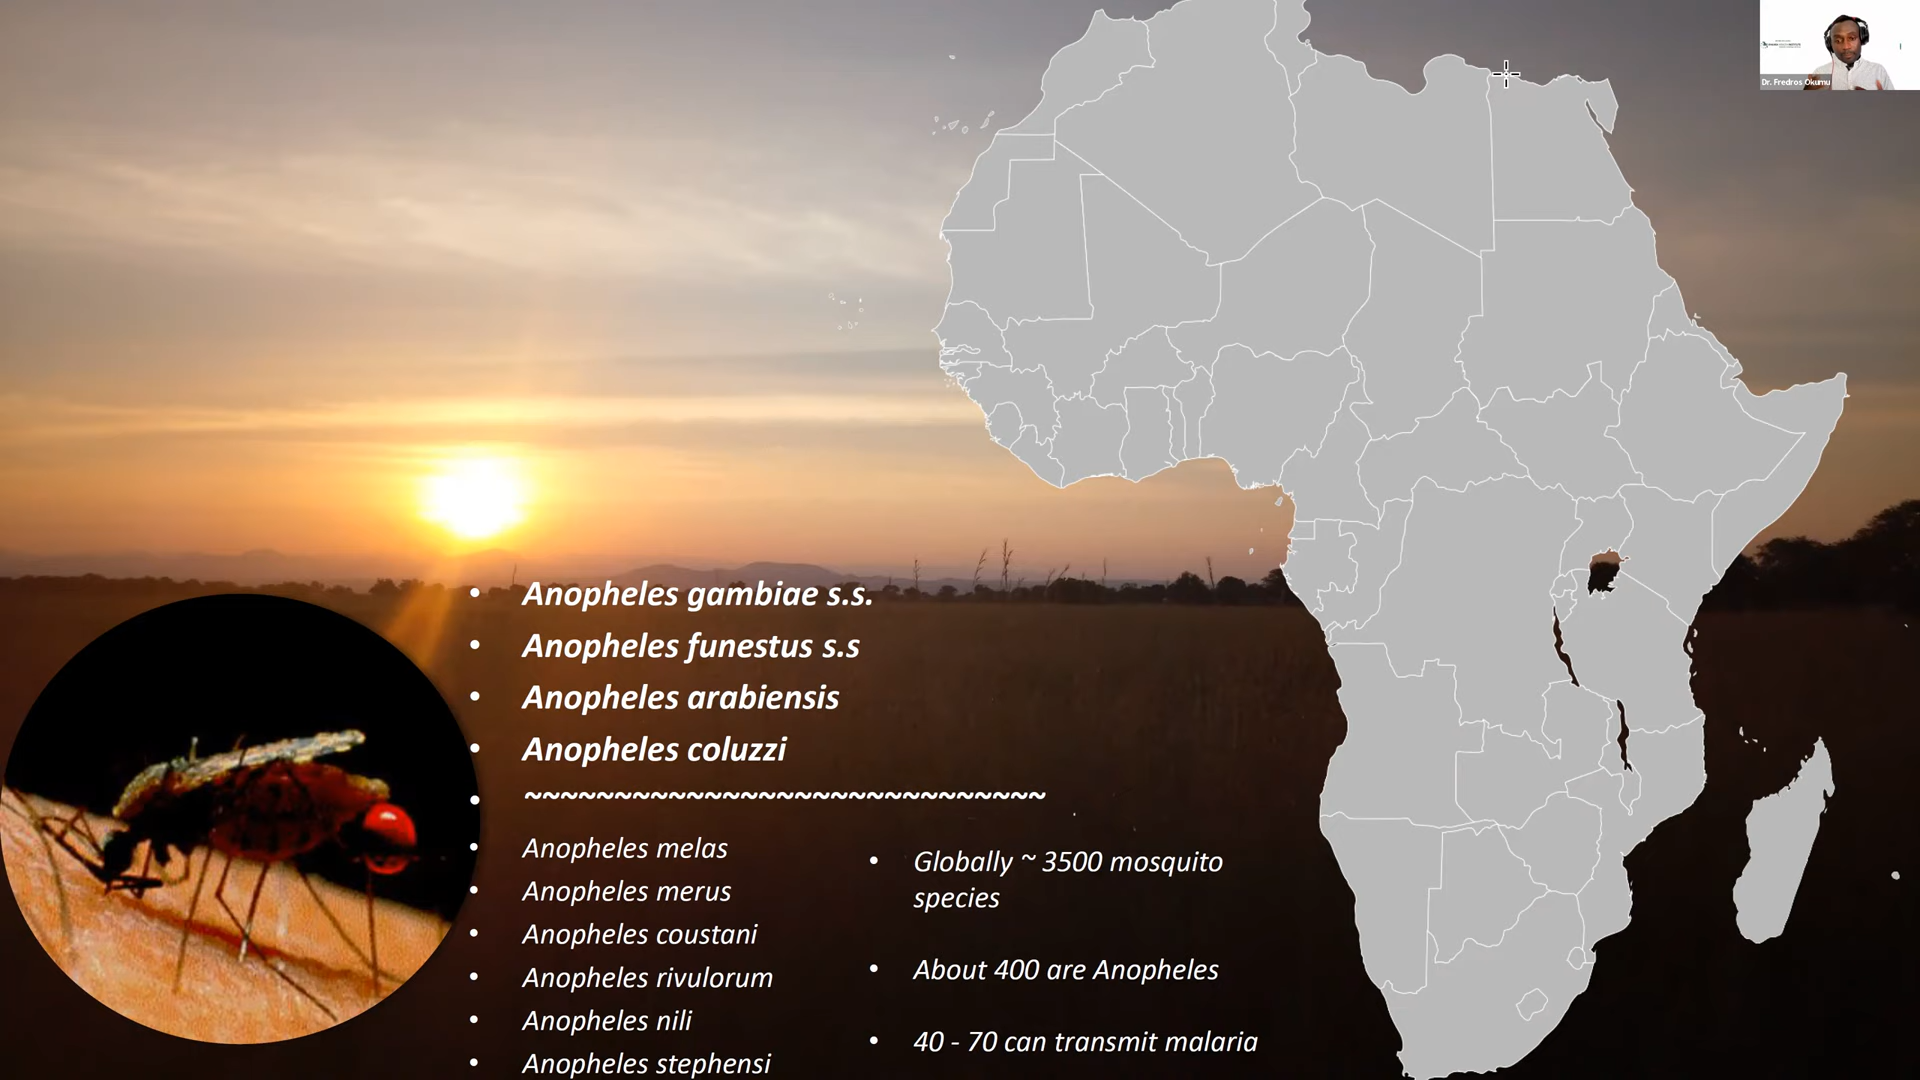 Dr. Fredros Okumu
• Anopheles gambiae s.s.
• Anopheles funestus s.s
• Anopheles arabiensis
• Anopheles coluzzi
• ~~~~~~~~~~~~~~~~~~~~~~~~~~~~~
• Anopheles melas
• Anopheles merus
• Anopheles coustani
• Anopheles rivulorum
• Anopheles nili
• Anopheles stephensi
• Globally ~ 3500 mosquito
species
• About 400 are Anopheles
• 40 - 70 can transmit malaria